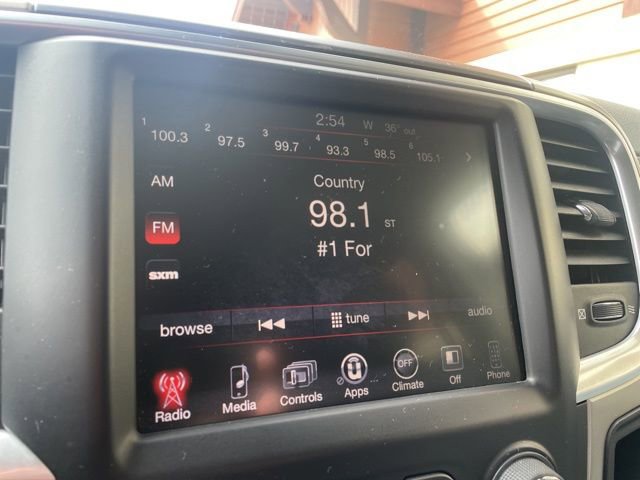 2:54 W 36° out
1 100.3 2 97.5 3 99.7 4 93.3 5 98.5 6 105.1
AM
Country
FM
98.1 ST
#1 For
sxm
browse tune audio
Radio Media Controls Apps OFF Climate Off Phone